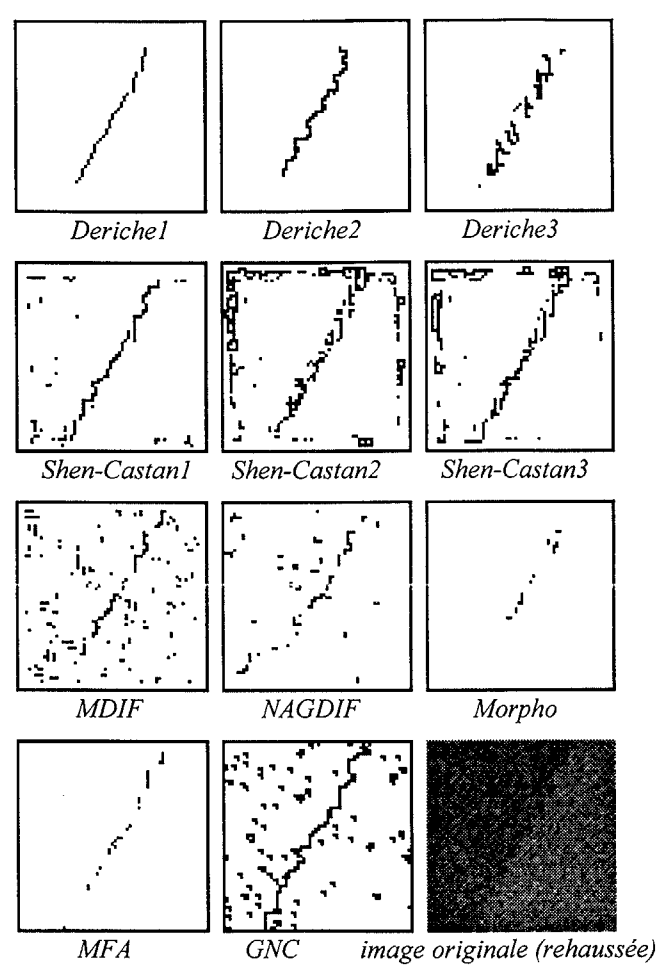 Deriche1 Deriche2 Deriche3
Shen-Castan1 Shen-Castan2 Shen-Castan3
MDIF NAGDIF Morpho
MFA GNC image originale (rehaussée)